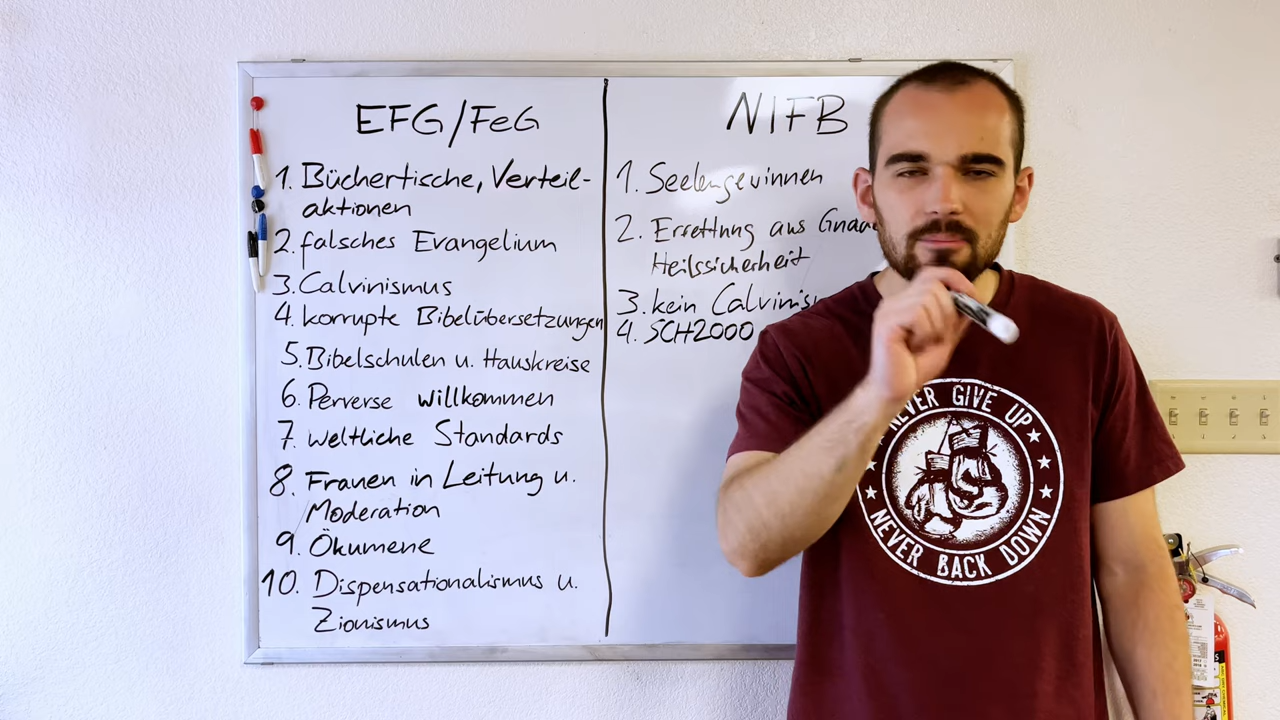 EFG/FeG
1. Büchertische, Verteil-
aktionen
2. falsches Evangelium
3. Calvinismus
4. korrupte Bibelübersetzungen
5. Bibelschulen u. Hauskreise
6. Perverse willkommen
7. weltliche Standards
8. Frauen in Leitung u.
Moderation
9. Ökumene
10. Dispensationalismus u.
Zionismus
NIFB
1. Seelengewinnen
2. Errettung aus
Heilssicherheit
3. kein
4. SCH2000
NEVER GIVE UP
NEVER BACK DOWN